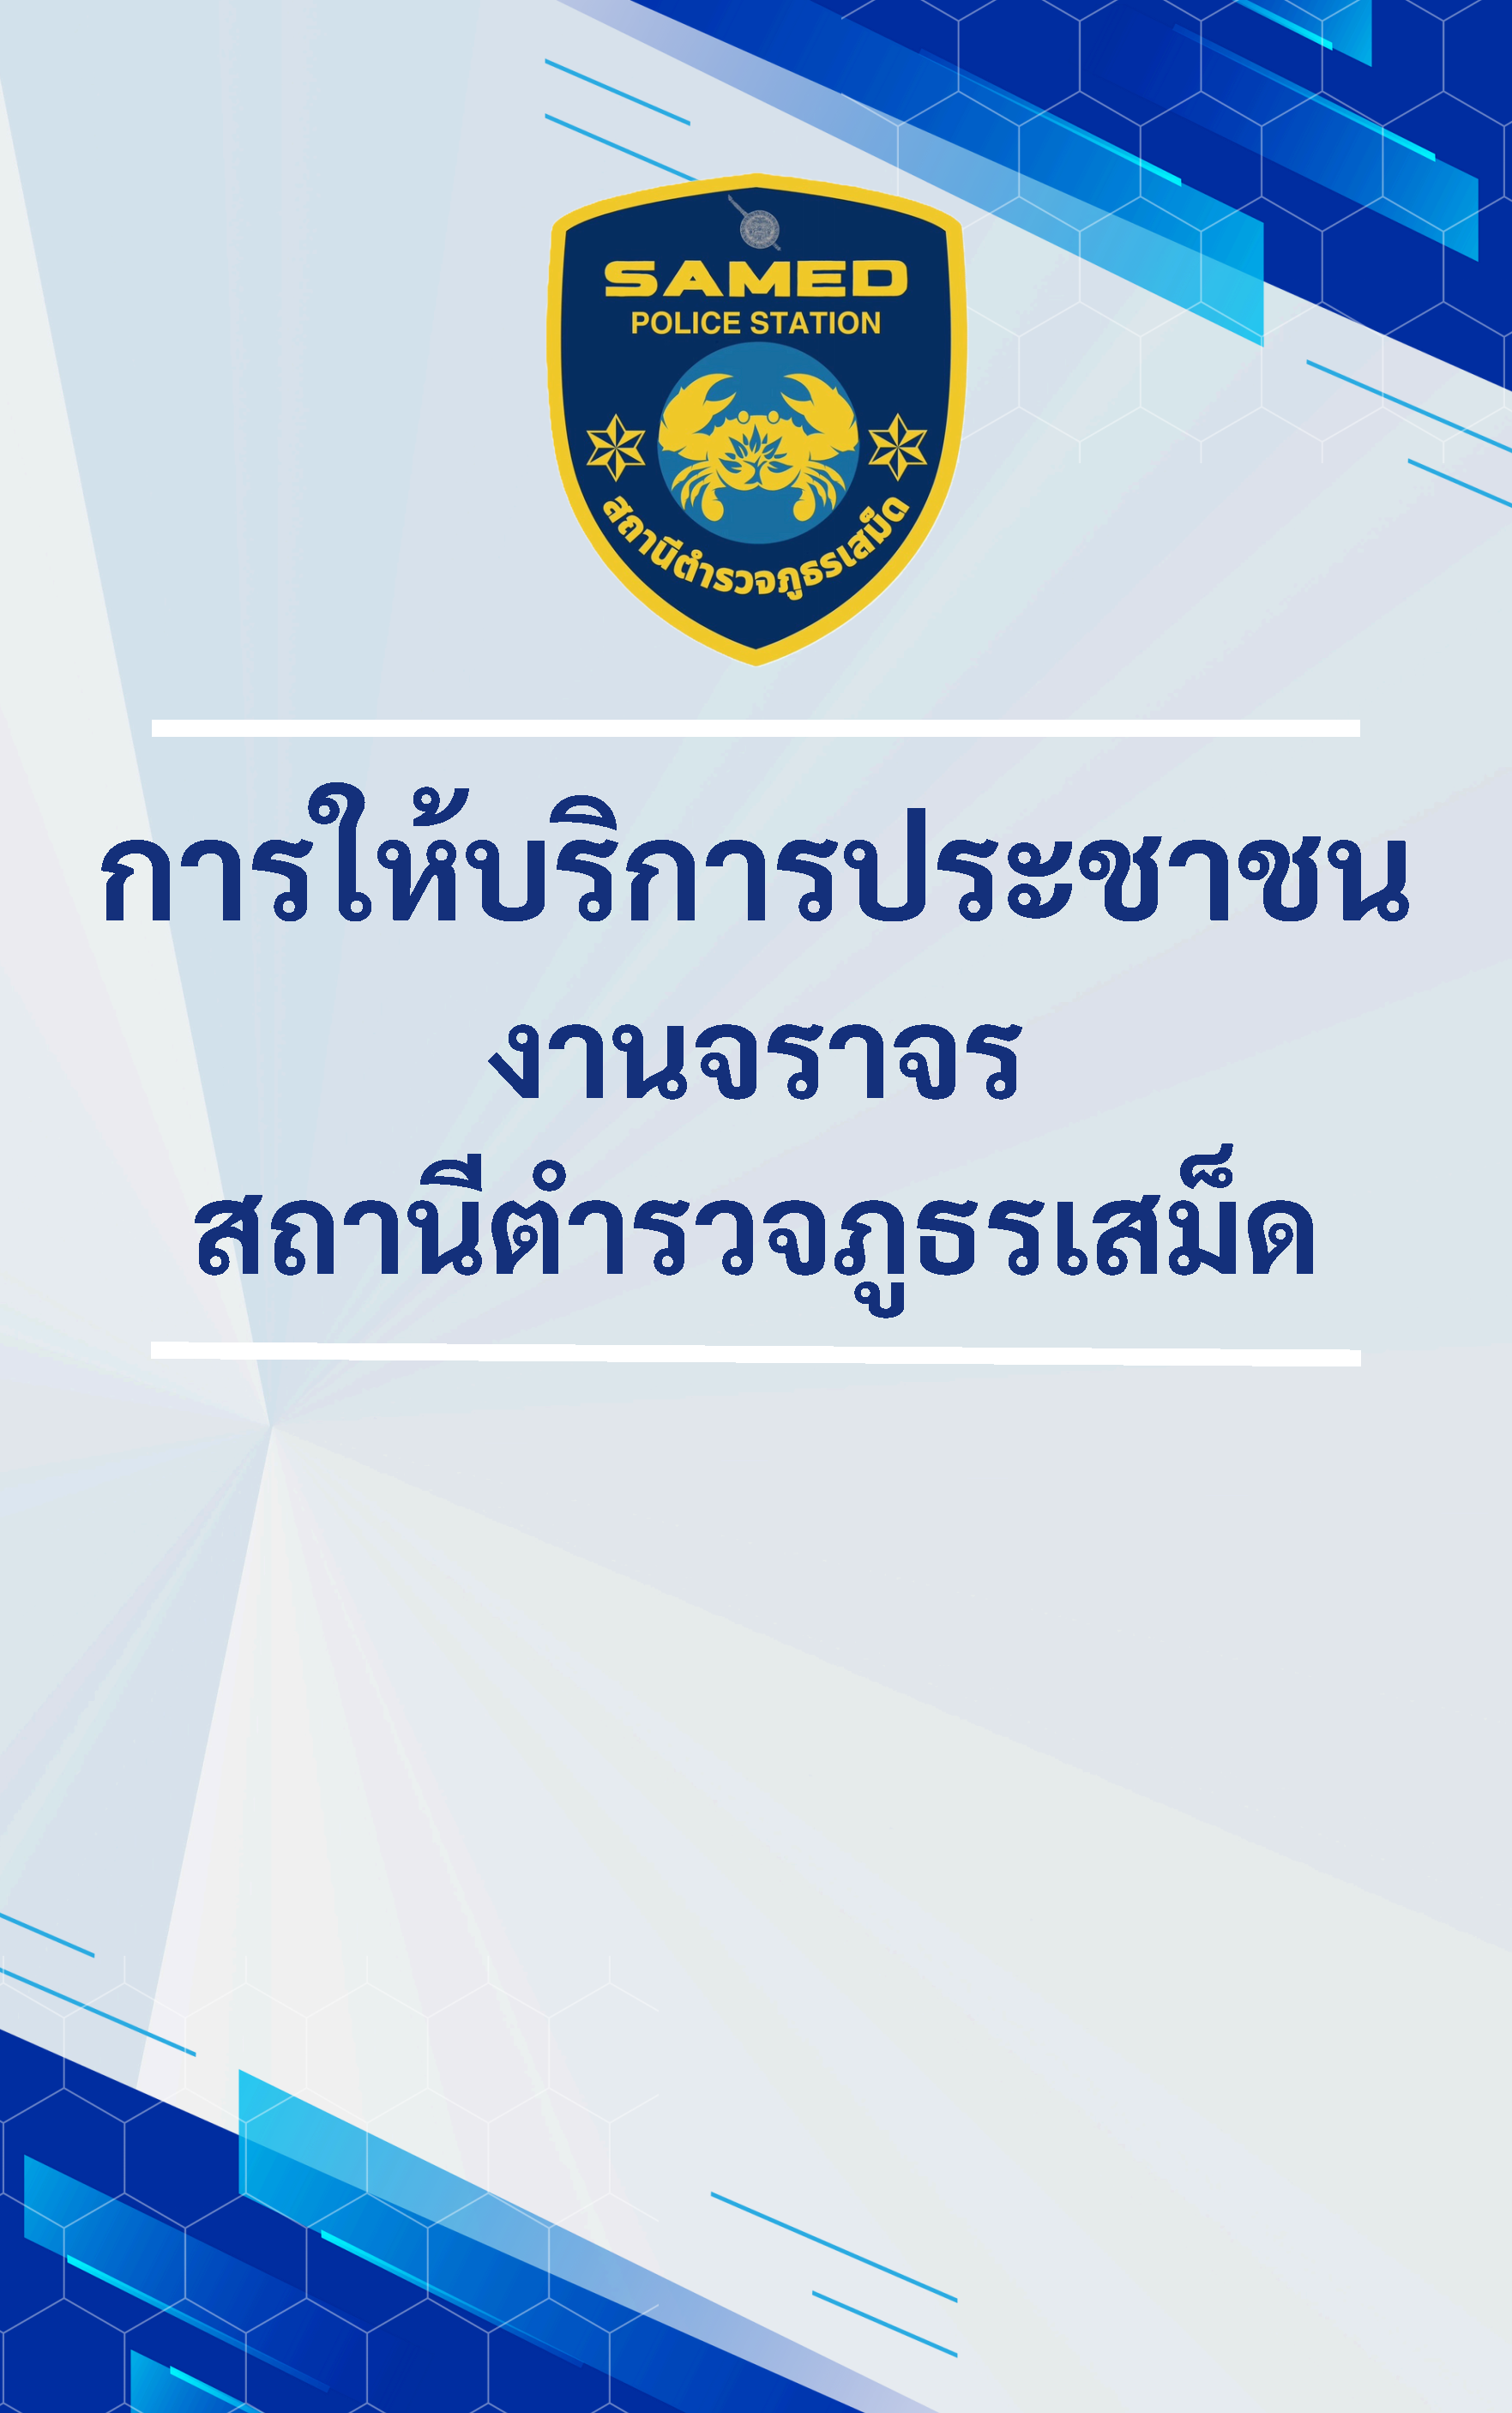 SAMED
POLICE STATION
สถานีตำรวจภูธรเสม็ด
การให้บริการประชาชน
งานจราจร
สถานีตำรวจภูธรเสม็ด